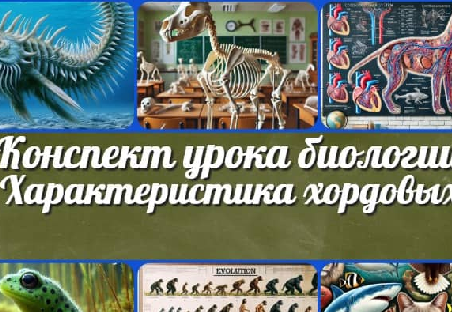 Конспект урока биологии
Характеристика хордовых
EVOLUTION